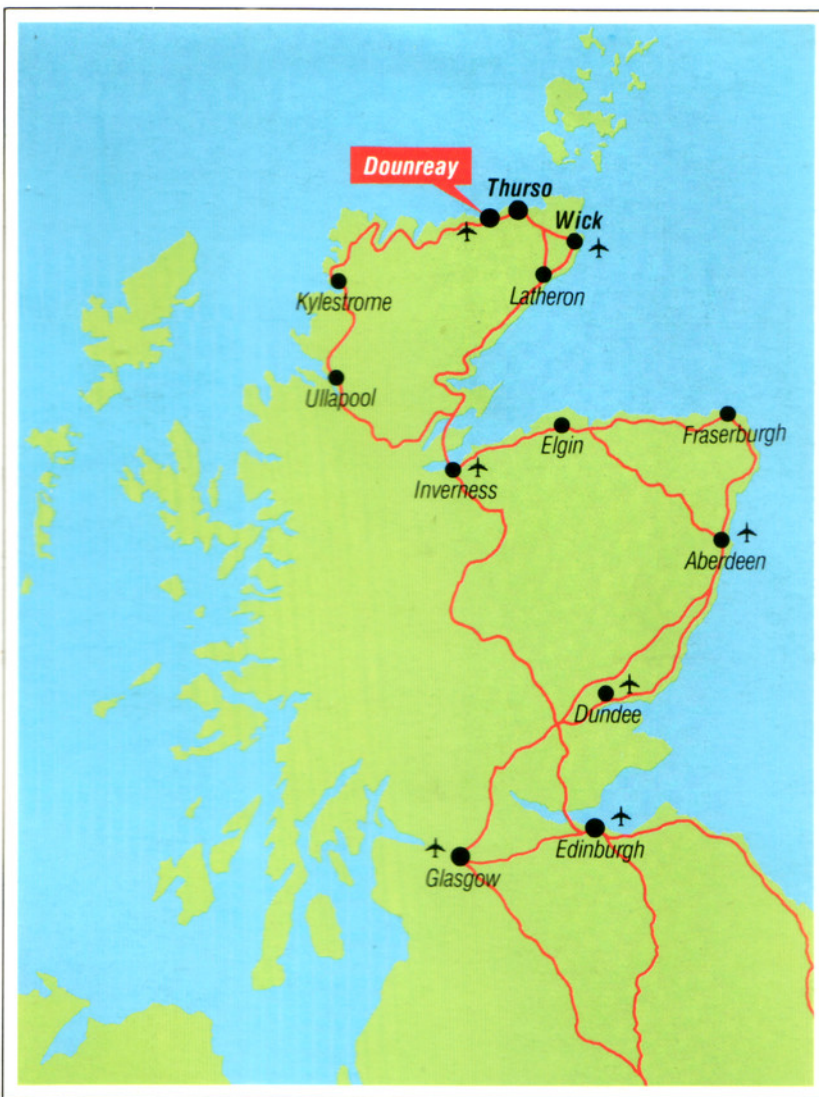 Dounreay
Thurso
Wick
Kylestrome
Latheron
Ullapool
Elgin
Fraserburgh
Inverness
Aberdeen
Dundee
Edinburgh
Glasgow